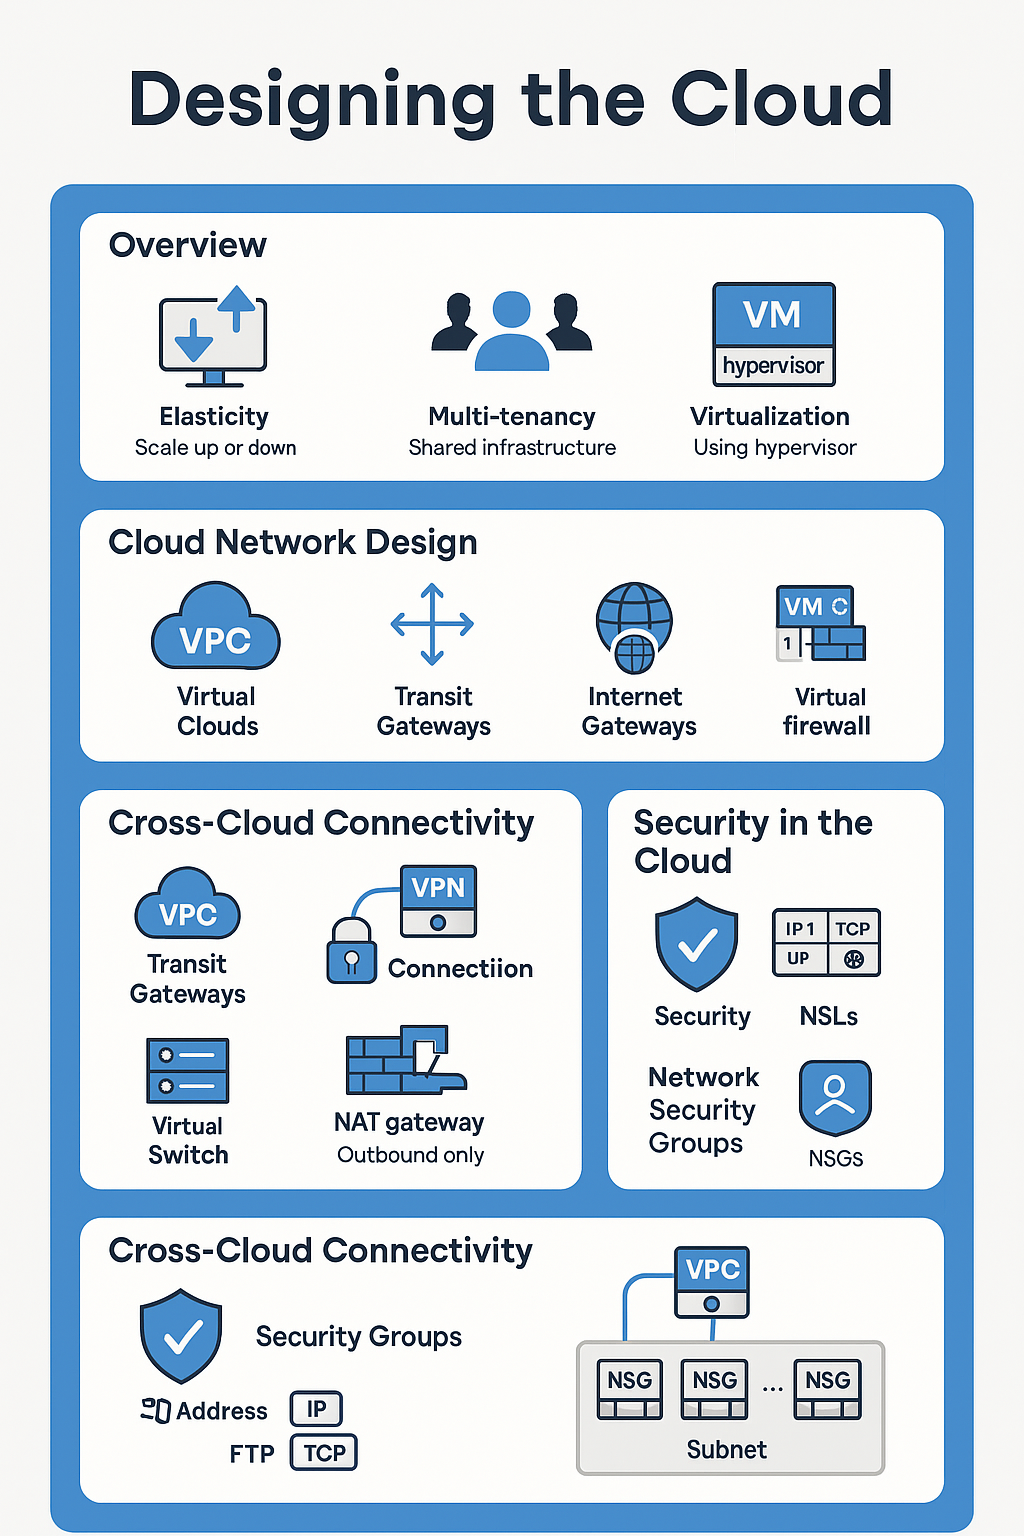 Designing the Cloud
Overview
VM
hypervisor
Elasticity
Scale up or down
Multi-tenancy
Shared infrastructure
Virtualization
Using hypervisor
Cloud Network Design
VPC
VM C
1
Virtual
Clouds
Transit
Gateways
Internet
Gateways
Virtual
firewall
Cross-Cloud Connectivity
VPC
Transit
Gateways
VPN
Connectiion
Virtual
Switch
NAT gateway
Outbound only
Security in the
Cloud
IP 1 TCP
UP
Security
NSLs
Network
Security
Groups
NSGs
Cross-Cloud Connectivity
Security Groups
Address IP
FTP TCP
VPC
NSG NSG ... NSG
Subnet